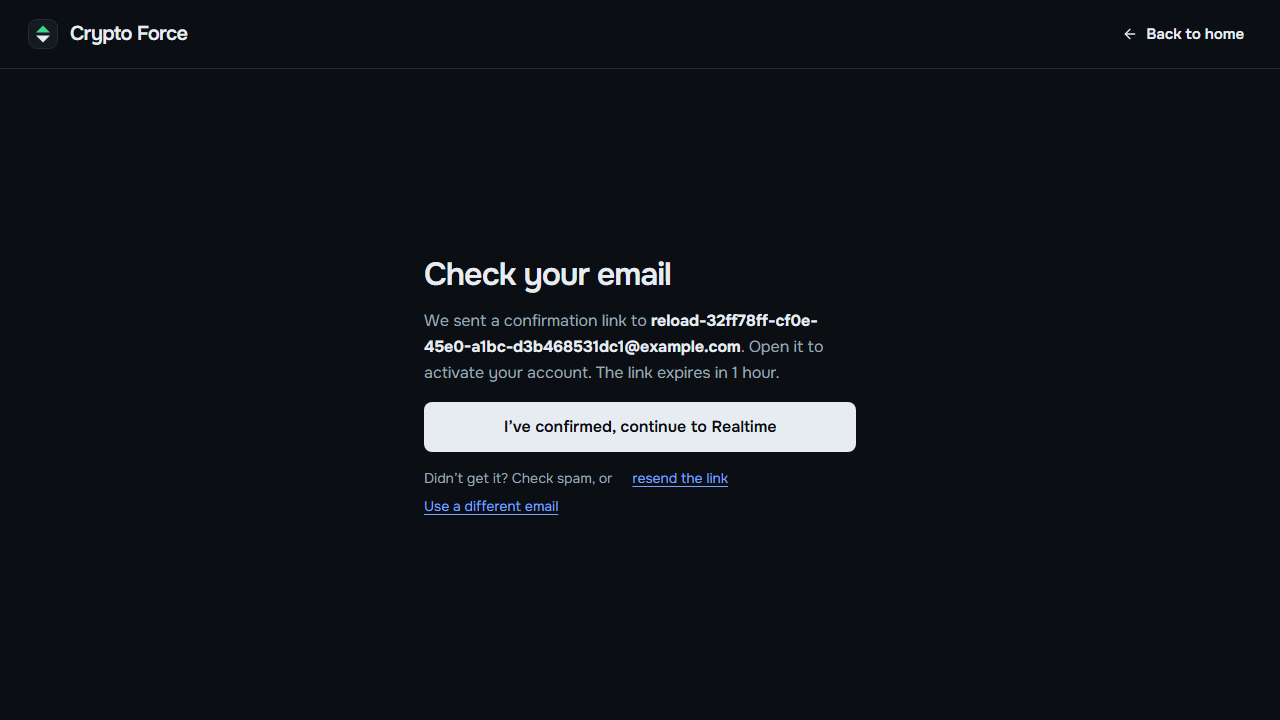 Crypto Force
Back to home
Check your email
We sent a confirmation link to reload-32ff78ff-cf0e-
45e0-a1bc-d3b468531dc1@example.com. Open it to
activate your account. The link expires in 1 hour.
I’ve confirmed, continue to Realtime
Didn’t get it? Check spam, or resend the link
Use a different email